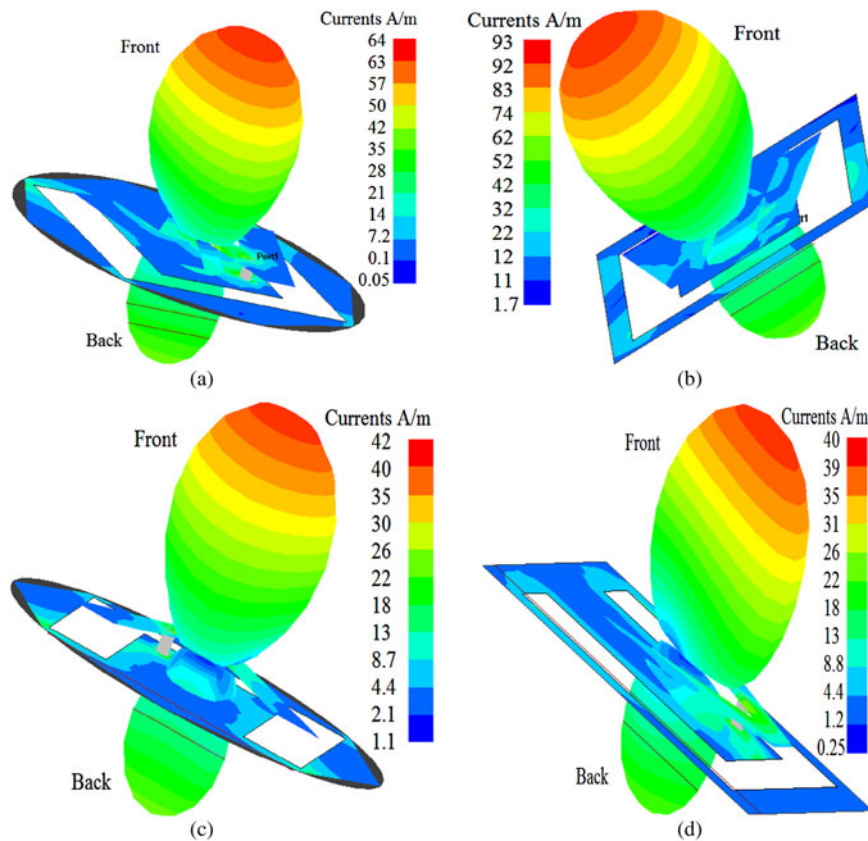 Currents A/m
64
63
57
50
42
35
28
21
14
7.2
0.1
0.05
Front
Port1
Back
(a)
Currents A/m
93
92
83
74
62
52
42
32
22
12
11
1.7
Front
t1
Back
(b)
Currents A/m
42
40
35
30
26
22
18
13
8.7
4.4
2.1
1.1
Front
Back
(c)
Currents A/m
40
39
35
31
26
22
18
13
8.8
4.4
1.2
0.25
Front
Back
(d)